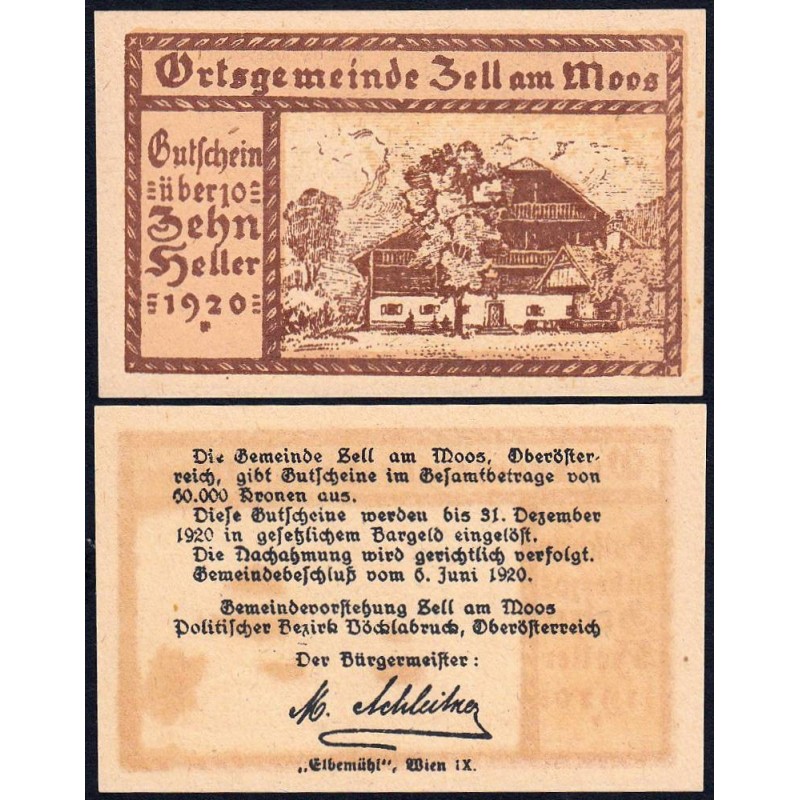 Ortsgemeinde Zell am Moos
Gutschein
über 10
Zehn
Heller
1920
Die Gemeinde Zell am Moos, Oberöster-
reich, gibt Gutscheine im Gesamtbetrage von
60.000 Kronen aus.
Diese Gutscheine werden bis 31. Dezember
1920 in gesetzlichem Bargeld eingelöst.
Die Nachahmung wird gerichtlich verfolgt.
Gemeindebeschluß vom 6. Juni 1920.
Gemeindevorstehung Zell am Moos
Politischer Bezirk Vöcklabruck, Oberösterreich
Der Bürgermeister:
M. Schleitner
„Elbemühl", Wien IX.